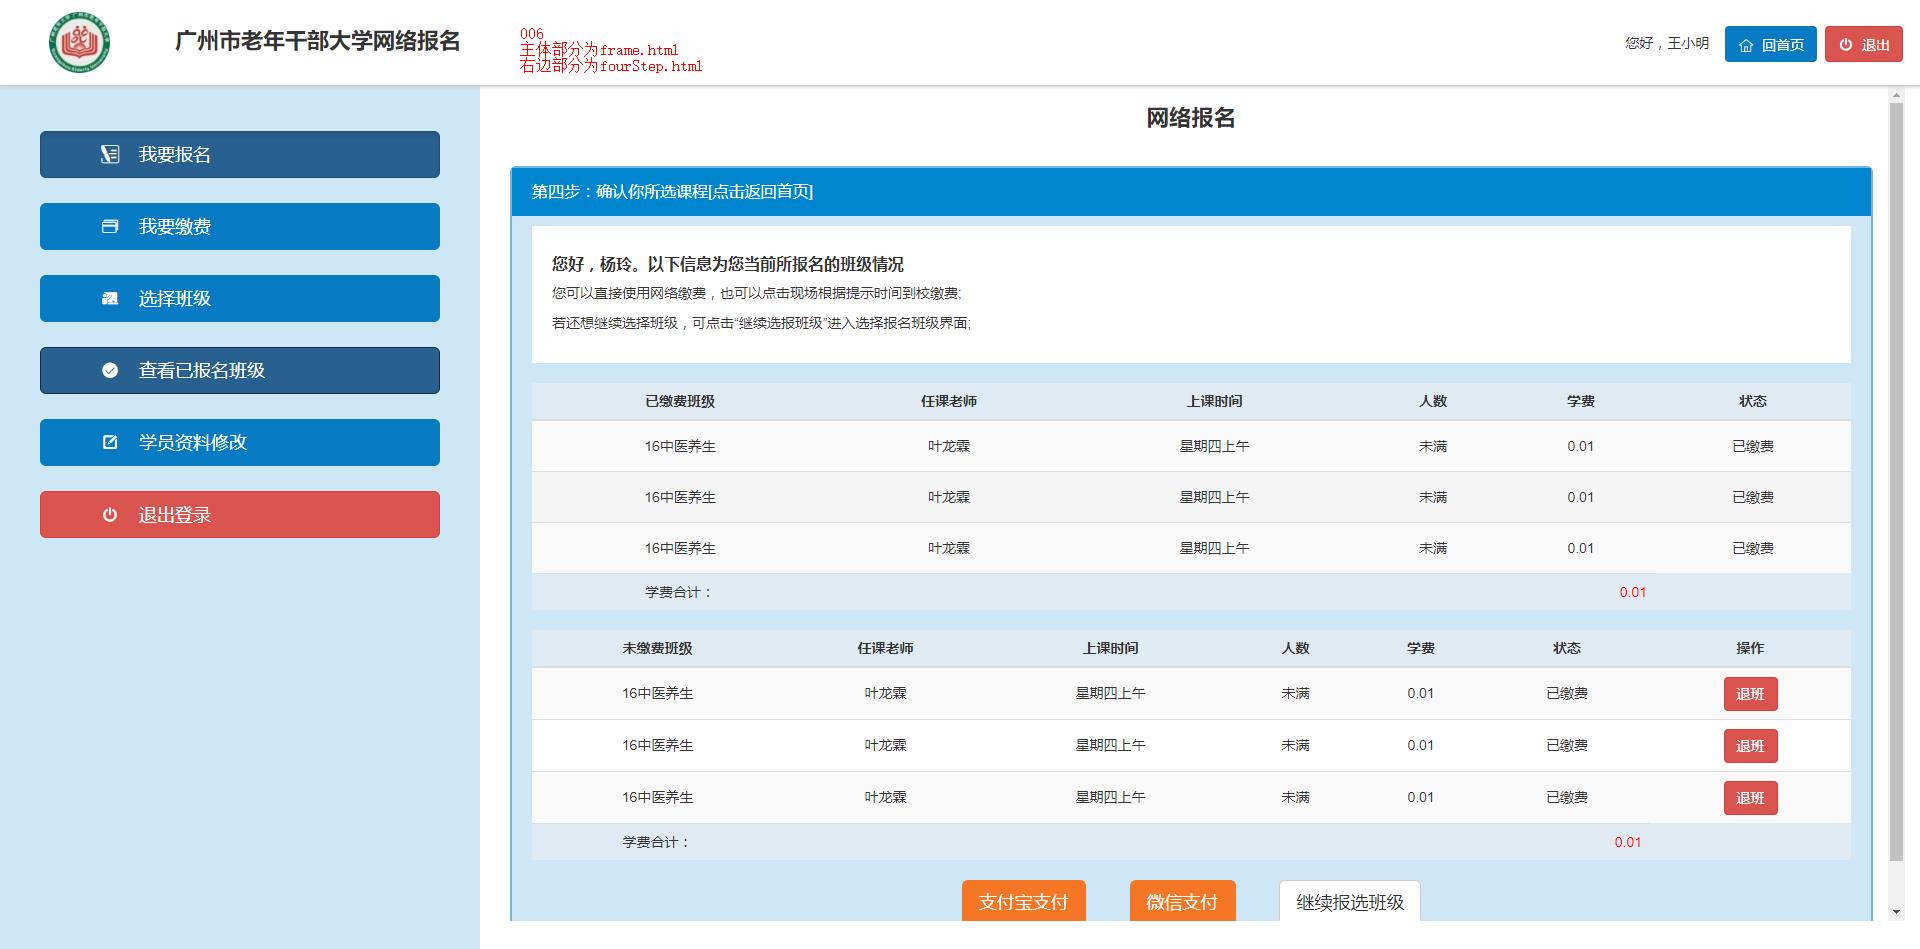 广州市老年干部大学网络报名
006
主体部分为frame.html
右边部分为fourStep.html
您好，王小明
回首页
退出
我要报名
我要缴费
选择班级
查看已报名班级
学员资料修改
退出登录
网络报名
第四步：确认你所选课程[点击返回首页]
您好，杨玲。以下信息为您当前所报名的班级情况
您可以直接使用网络缴费，也可以点击现场根据提示时间到校缴费;
若还想继续选择班级，可点击“继续选报班级”进入选择报名班级界面;
已缴费班级 任课老师 上课时间 人数 学费 状态
16中医养生 叶龙霖 星期四上午 未满 0.01 已缴费
16中医养生 叶龙霖 星期四上午 未满 0.01 已缴费
16中医养生 叶龙霖 星期四上午 未满 0.01 已缴费
学费合计： 0.01
未缴费班级 任课老师 上课时间 人数 学费 状态 操作
16中医养生 叶龙霖 星期四上午 未满 0.01 已缴费 退班
16中医养生 叶龙霖 星期四上午 未满 0.01 已缴费 退班
16中医养生 叶龙霖 星期四上午 未满 0.01 已缴费 退班
学费合计： 0.01
支付宝支付 微信支付 继续报选班级